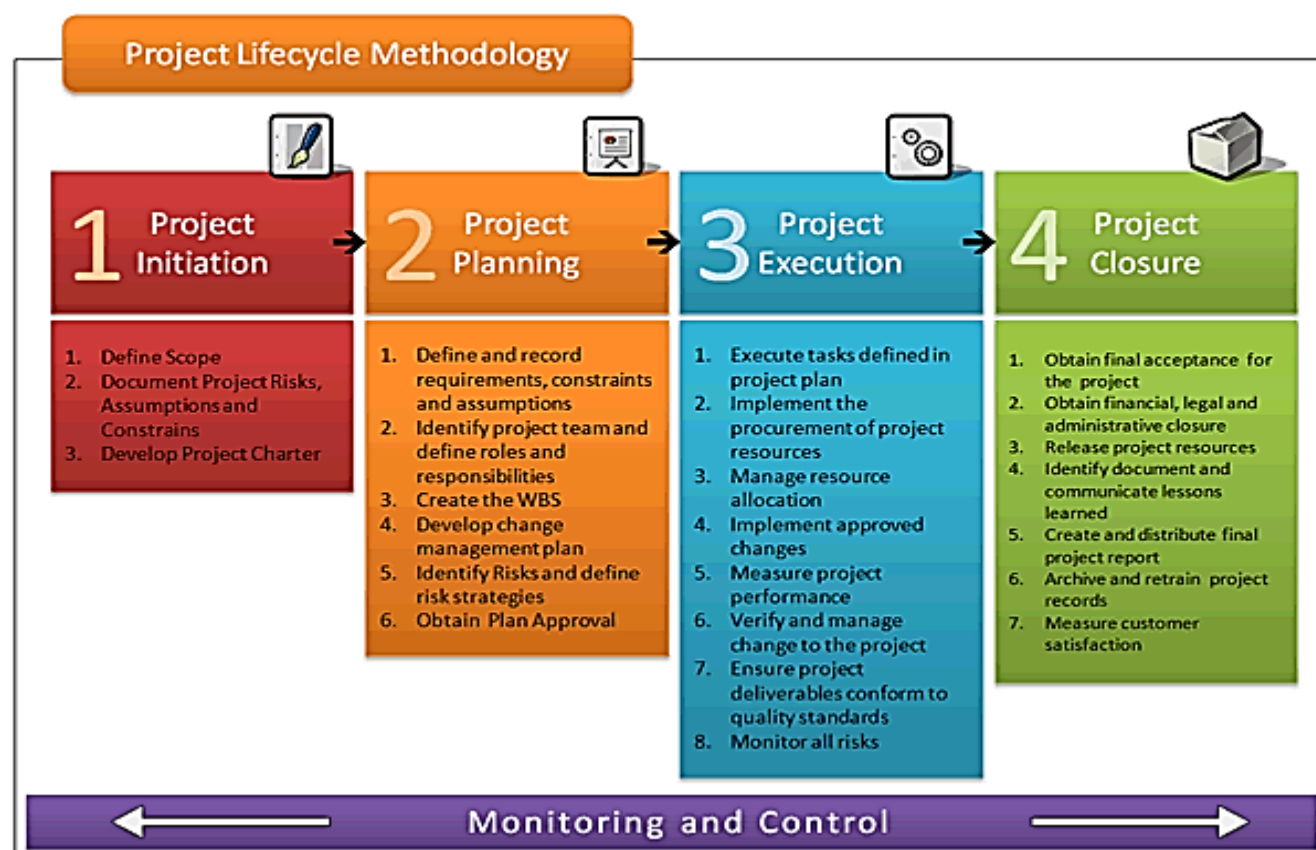 Project Lifecycle Methodology
1 Project
Initiation
2 Project
Planning
3 Project
Execution
4 Project
Closure
1. Define Scope
2. Document Project Risks,
Assumptions and
Constrains
3. Develop Project Charter
1. Define and record
requirements, constraints
and assumptions
2. Identify project team and
define roles and
responsibilities
3. Create the WBS
4. Develop change
management plan
5. Identify Risks and define
risk strategies
6. Obtain Plan Approval
1. Execute tasks defined in
project plan
2. Implement the
procurement of project
resources
3. Manage resource
allocation
4. Implement approved
changes
5. Measure project
performance
6. Verify and manage
change to the project
7. Ensure project
deliverables conform to
quality standards
8. Monitor all risks
1. Obtain final acceptance for
the project
2. Obtain financial, legal and
administrative closure
3. Release project resources
4. Identify document and
communicate lessons
learned
5. Create and distribute final
project report
6. Archive and retrain project
records
7. Measure customer
satisfaction
Monitoring and Control